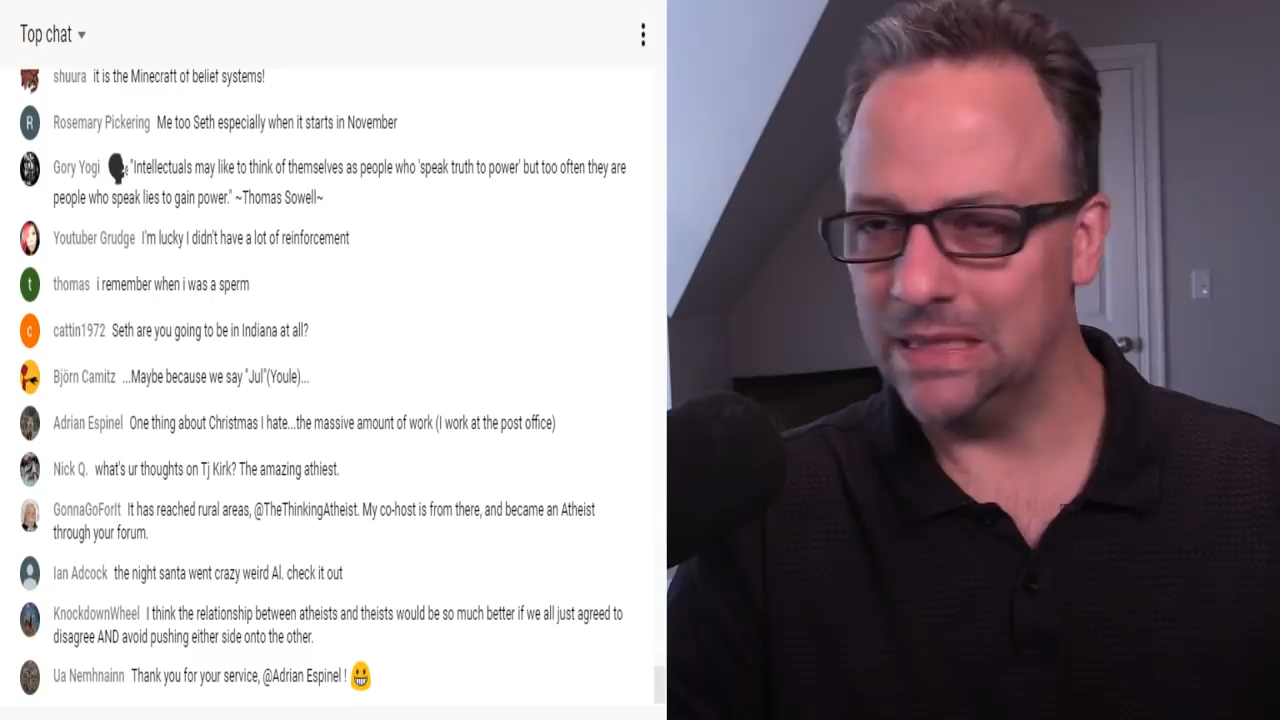 Top chat
shuura it is the Minecraft of belief systems!
R
Rosemary Pickering Me too Seth especially when it starts in November
Gory Yogi "Intellectuals may like to think of themselves as people who 'speak truth to power' but too often they are
people who speak lies to gain power." ~Thomas Sowell~
Youtuber Grudge I'm lucky I didn't have a lot of reinforcement
t
thomas i remember when i was a sperm
c
cattin1972 Seth are you going to be in Indiana at all?
Björn Camitz ...Maybe because we say "Jul"(Youle)...
Adrian Espinel One thing about Christmas I hate...the massive amount of work (I work at the post office)
Nick Q. what's ur thoughts on Tj Kirk? The amazing athiest.
GonnaGoForIt It has reached rural areas, @TheThinkingAtheist. My co-host is from there, and became an Atheist
through your forum.
Ian Adcock the night santa went crazy weird Al. check it out
KnockdownWheel I think the relationship between atheists and theists would be so much better if we all just agreed to
disagree AND avoid pushing either side onto the other.
Ua Nemhnainn Thank you for your service, @Adrian Espinel ! 😀